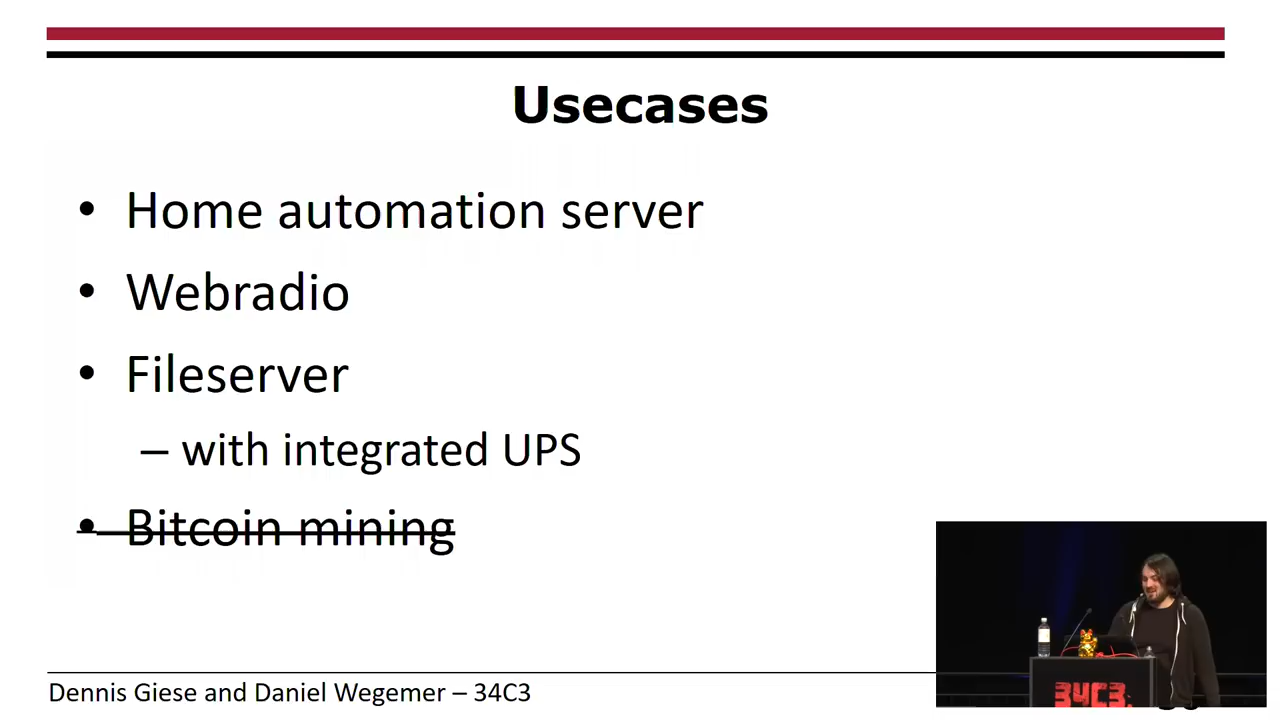 Usecases
• Home automation server
• Webradio
• Fileserver
– with integrated UPS
• Bitcoin mining
Dennis Giese and Daniel Wegemer – 34C3
34C3